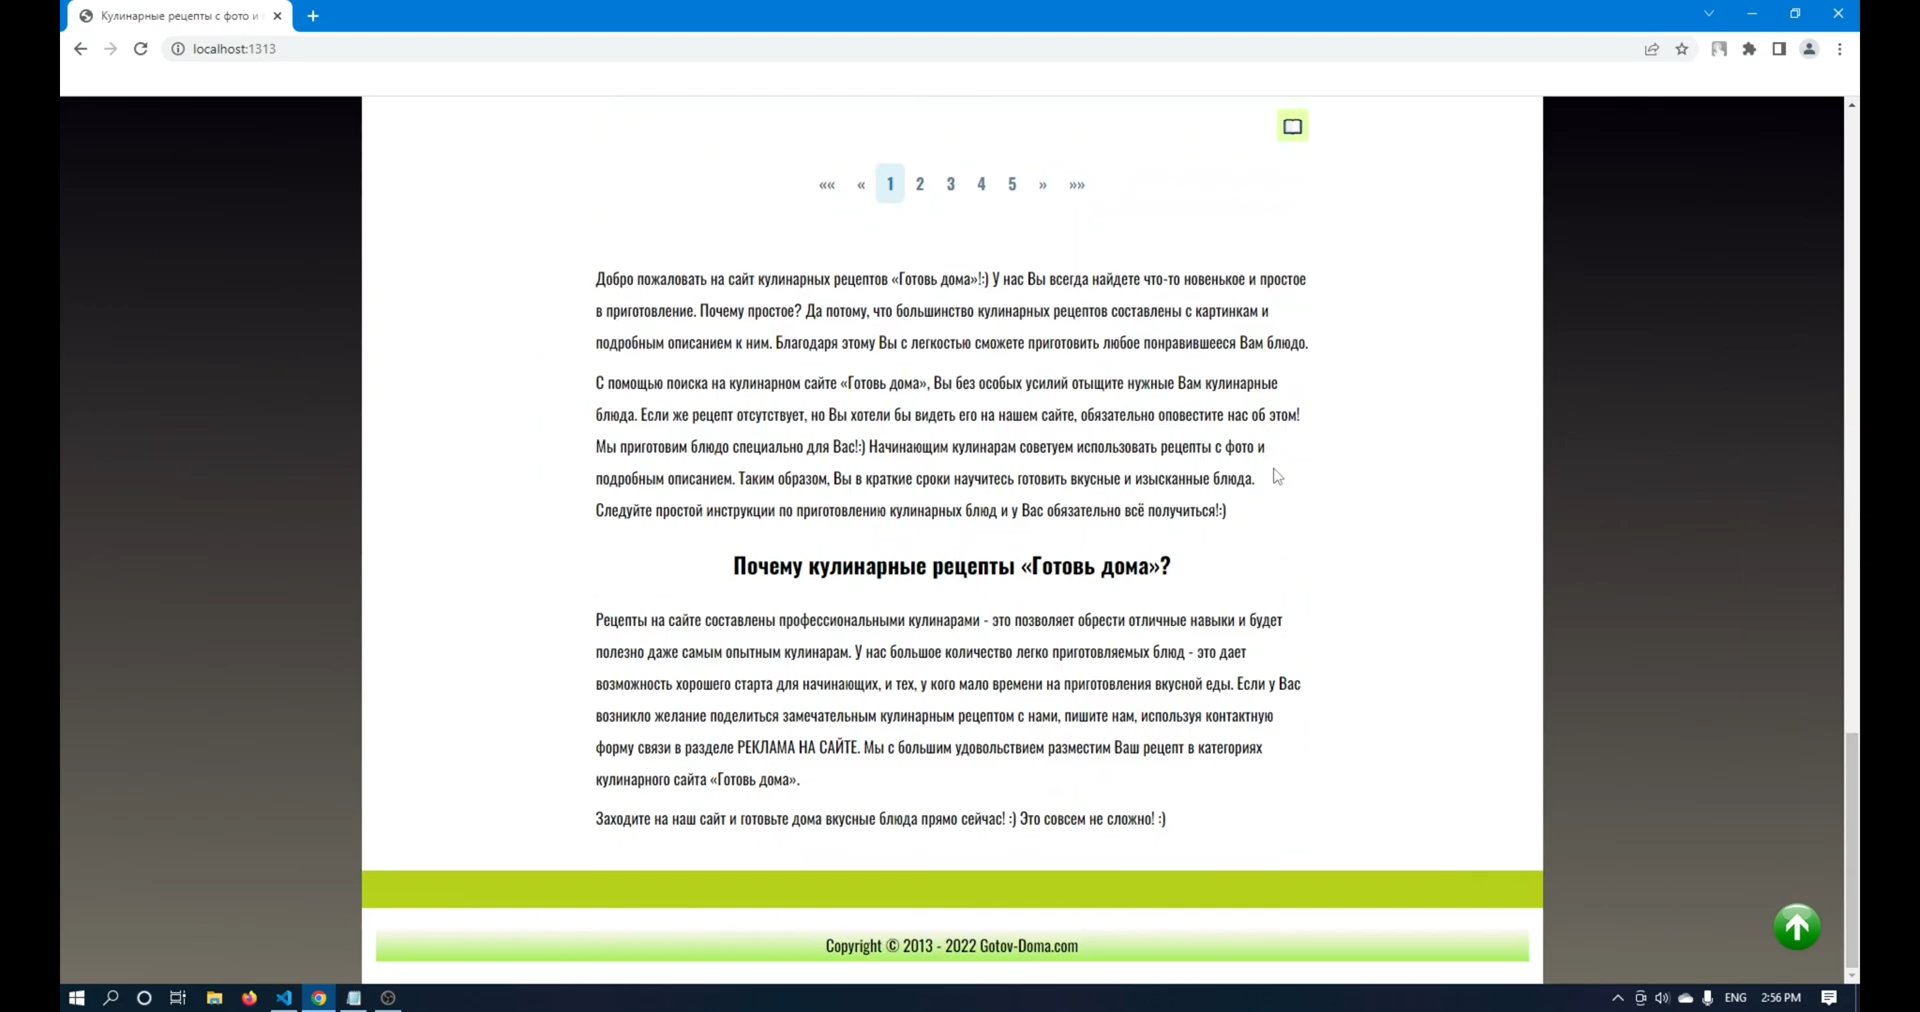 Кулинарные рецепты с фото и
localhost:1313
«« « 1 2 3 4 5 » »»
Добро пожаловать на сайт кулинарных рецептов «Готовь дома»!:) У нас Вы всегда найдете что-то новенькое и простое
в приготовление. Почему простое? Да потому, что большинство кулинарных рецептов составлены с картинкам и
подробным описанием к ним. Благодаря этому Вы с легкостью сможете приготовить любое понравившееся Вам блюдо.
С помощью поиска на кулинарном сайте «Готовь дома», Вы без особых усилий отыщите нужные Вам кулинарные
блюда. Если же рецепт отсутствует, но Вы хотели бы видеть его на нашем сайте, обязательно оповестите нас об этом!
Мы приготовим блюдо специально для Вас!:) Начинающим кулинарам советуем использовать рецепты с фото и
подробным описанием. Таким образом, Вы в краткие сроки научитесь готовить вкусные и изысканные блюда.
Следуйте простой инструкции по приготовлению кулинарных блюд и у Вас обязательно всё получиться!:)
Почему кулинарные рецепты «Готовь дома»?
Рецепты на сайте составлены профессиональными кулинарами - это позволяет обрести отличные навыки и будет
полезно даже самым опытным кулинарам. У нас большое количество легко приготовляемых блюд - это дает
возможность хорошего старта для начинающих, и тех, у кого мало времени на приготовления вкусной еды. Если у Вас
возникло желание поделиться замечательным кулинарным рецептом с нами, пишите нам, используя контактную
форму связи в разделе РЕКЛАМА НА САЙТЕ. Мы с большим удовольствием разместим Ваш рецепт в категориях
кулинарного сайта «Готовь дома».
Заходите на наш сайт и готовьте дома вкусные блюда прямо сейчас! :) Это совсем не сложно! :)
Copyright © 2013 - 2022 Gotov-Doma.com
ENG 2:56 PM